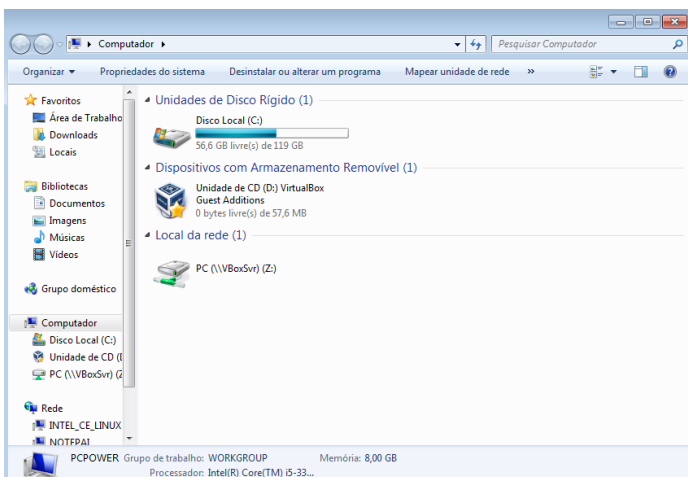 Computador
Pesquisar Computador
Organizar
Propriedades do sistema
Desinstalar ou alterar um programa
Mapear unidade de rede
»
Favoritos
Área de Trabalho
Downloads
Locais
Bibliotecas
Documentos
Imagens
Músicas
Vídeos
Grupo doméstico
Computador
Disco Local (C:)
Unidade de CD (
PC (\\VBoxSvr) (Z
Rede
INTEL_CE_LINUX
NOTEPAL
Unidades de Disco Rígido (1)
Disco Local (C:)
56,6 GB livre(s) de 119 GB
Dispositivos com Armazenamento Removível (1)
Unidade de CD (D:) VirtualBox
Guest Additions
0 bytes livre(s) de 57,6 MB
Local da rede (1)
PC (\\VBoxSvr) (Z:)
PCPOWER Grupo de trabalho: WORKGROUP Memória: 8,00 GB
Processador: Intel(R) Core(TM) i5-33...